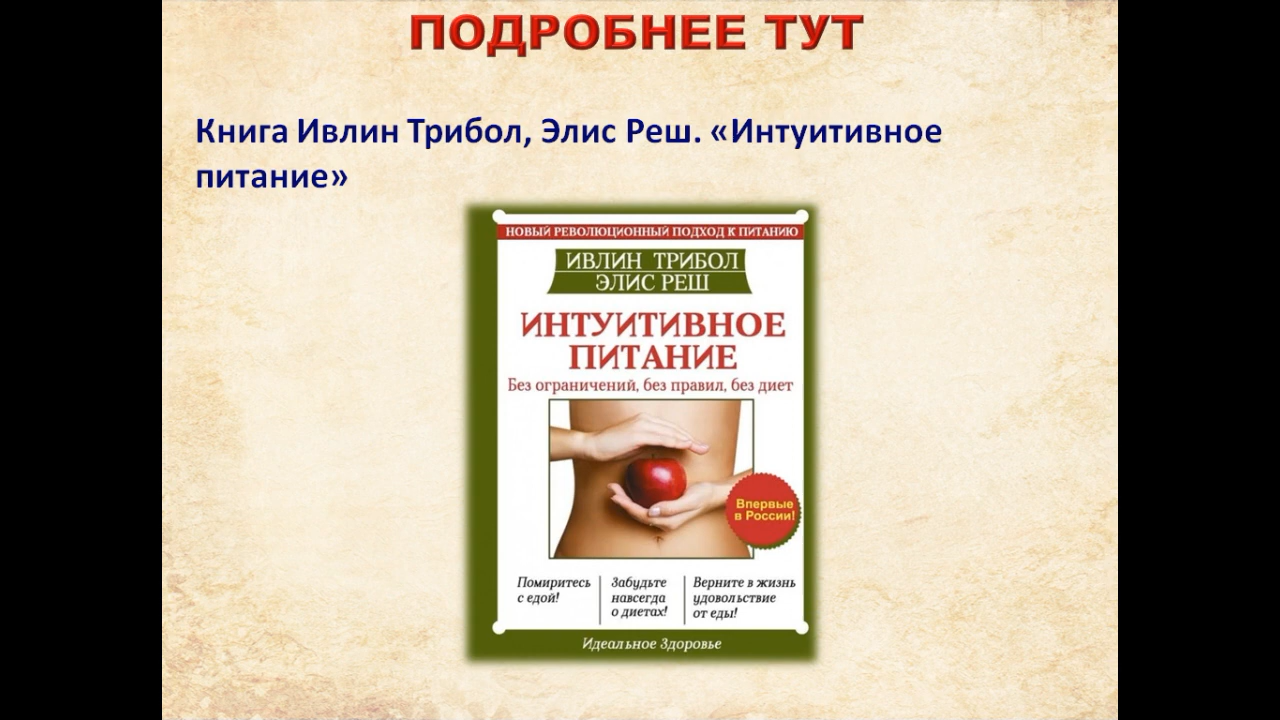 ПОДРОБНЕЕ ТУТ
Книга Ивлин Трибол, Элис Реш. «Интуитивное
питание»
НОВЫЙ РЕВОЛЮЦИОННЫЙ ПОДХОД К ПИТАНИЮ
ИВЛИН ТРИБОЛ
ЭЛИС РЕШ
ИНТУИТИВНОЕ
ПИТАНИЕ
Без ограничений, без правил, без диет
Впервые
в России!
Помиритесь
с едой!
Забудьте
навсегда
о диетах!
Верните в жизнь
удовольствие
от еды!
Идеальное Здоровье